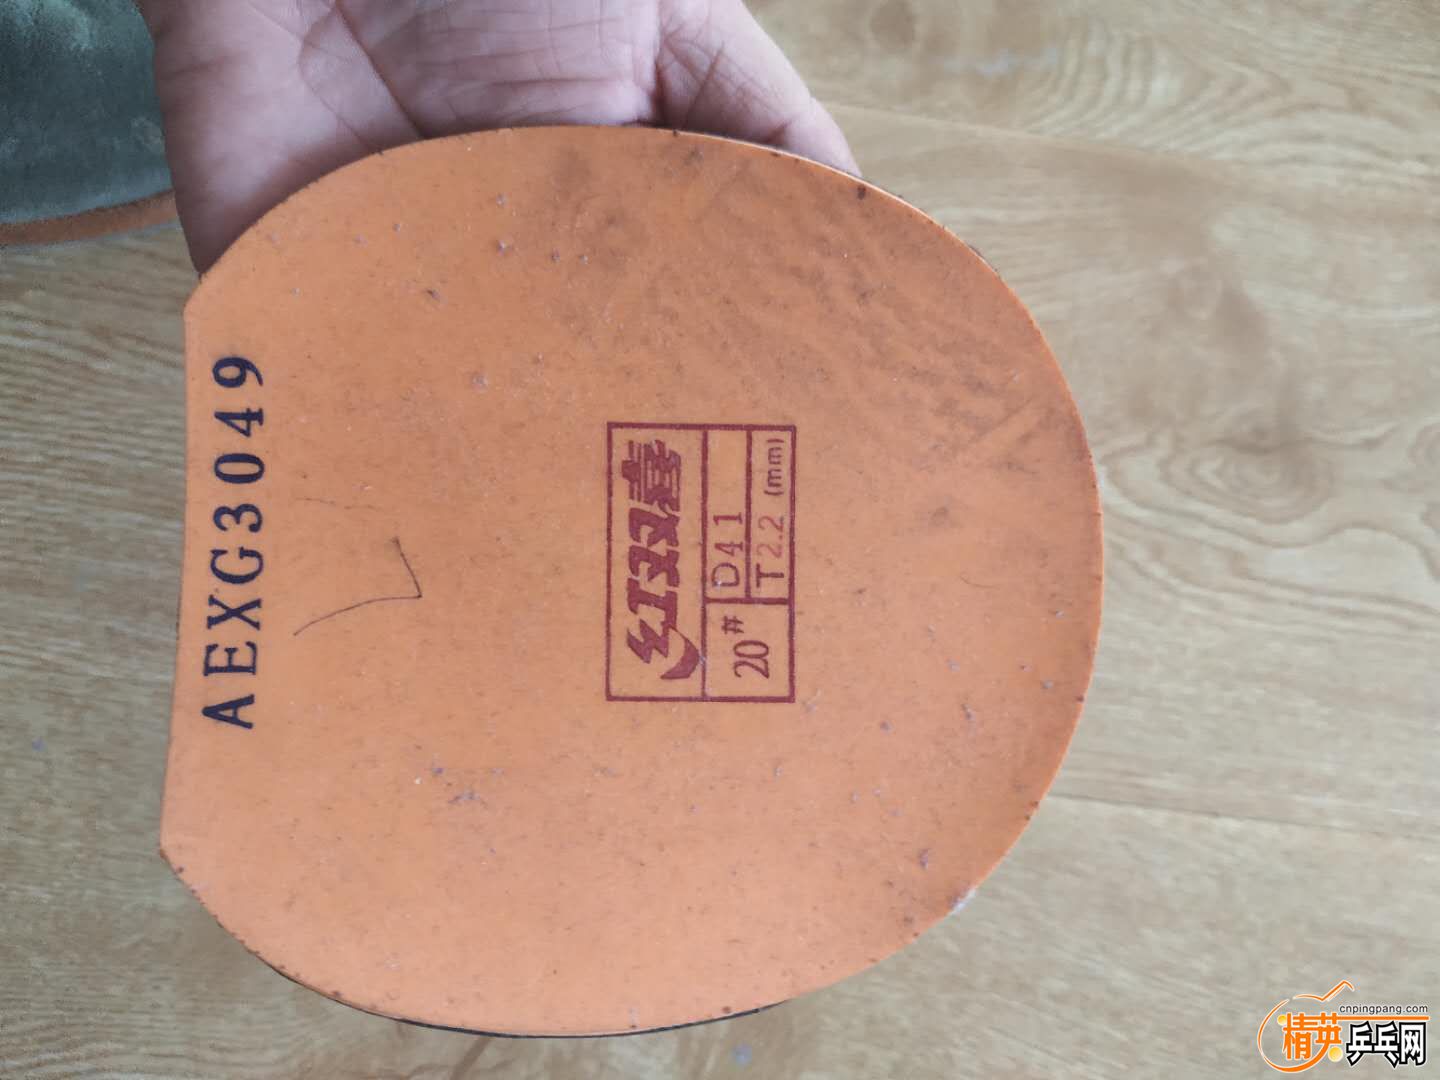 AEXG3049
红双喜
20# D41
T2.2 (mm)
cnpingpang.com
精英乒乓网